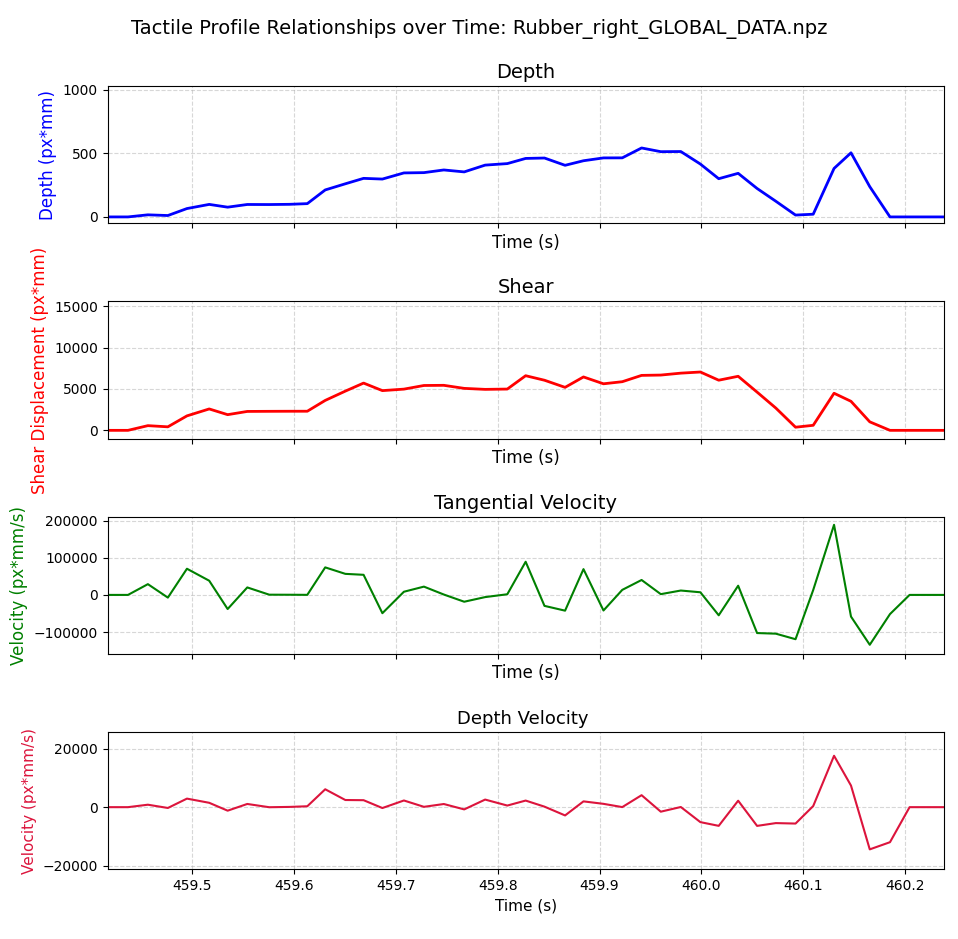 Tactile Profile Relationships over Time: Rubber_right_GLOBAL_DATA.npz
Depth
Depth (px*mm)
1000
500
0
Time (s)
Shear
Shear Displacement (px*mm)
15000
10000
5000
0
Time (s)
Tangential Velocity
Velocity (px*mm/s)
200000
100000
0
−100000
Time (s)
Depth Velocity
Velocity (px*mm/s)
20000
0
−20000
459.5 459.6 459.7 459.8 459.9 460.0 460.1 460.2
Time (s)